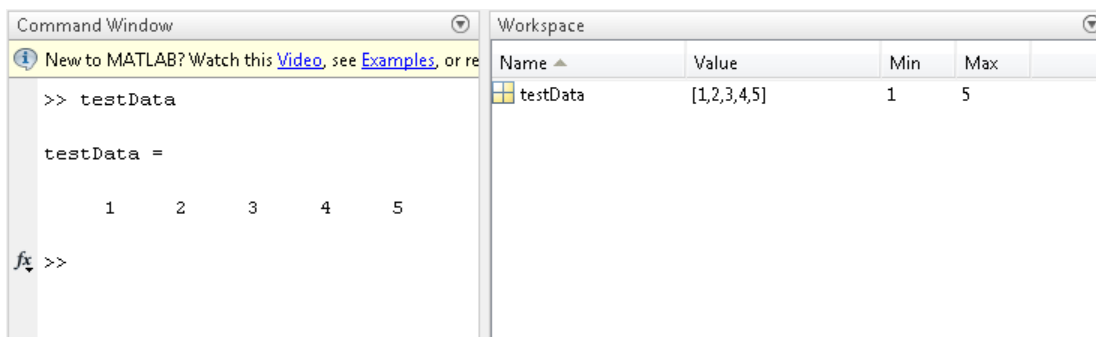 Command Window
New to MATLAB? Watch this Video, see Examples, or re
>> testData
testData =
1 2 3 4 5
fx >>
Workspace
Name Value Min Max
testData [1,2,3,4,5] 1 5